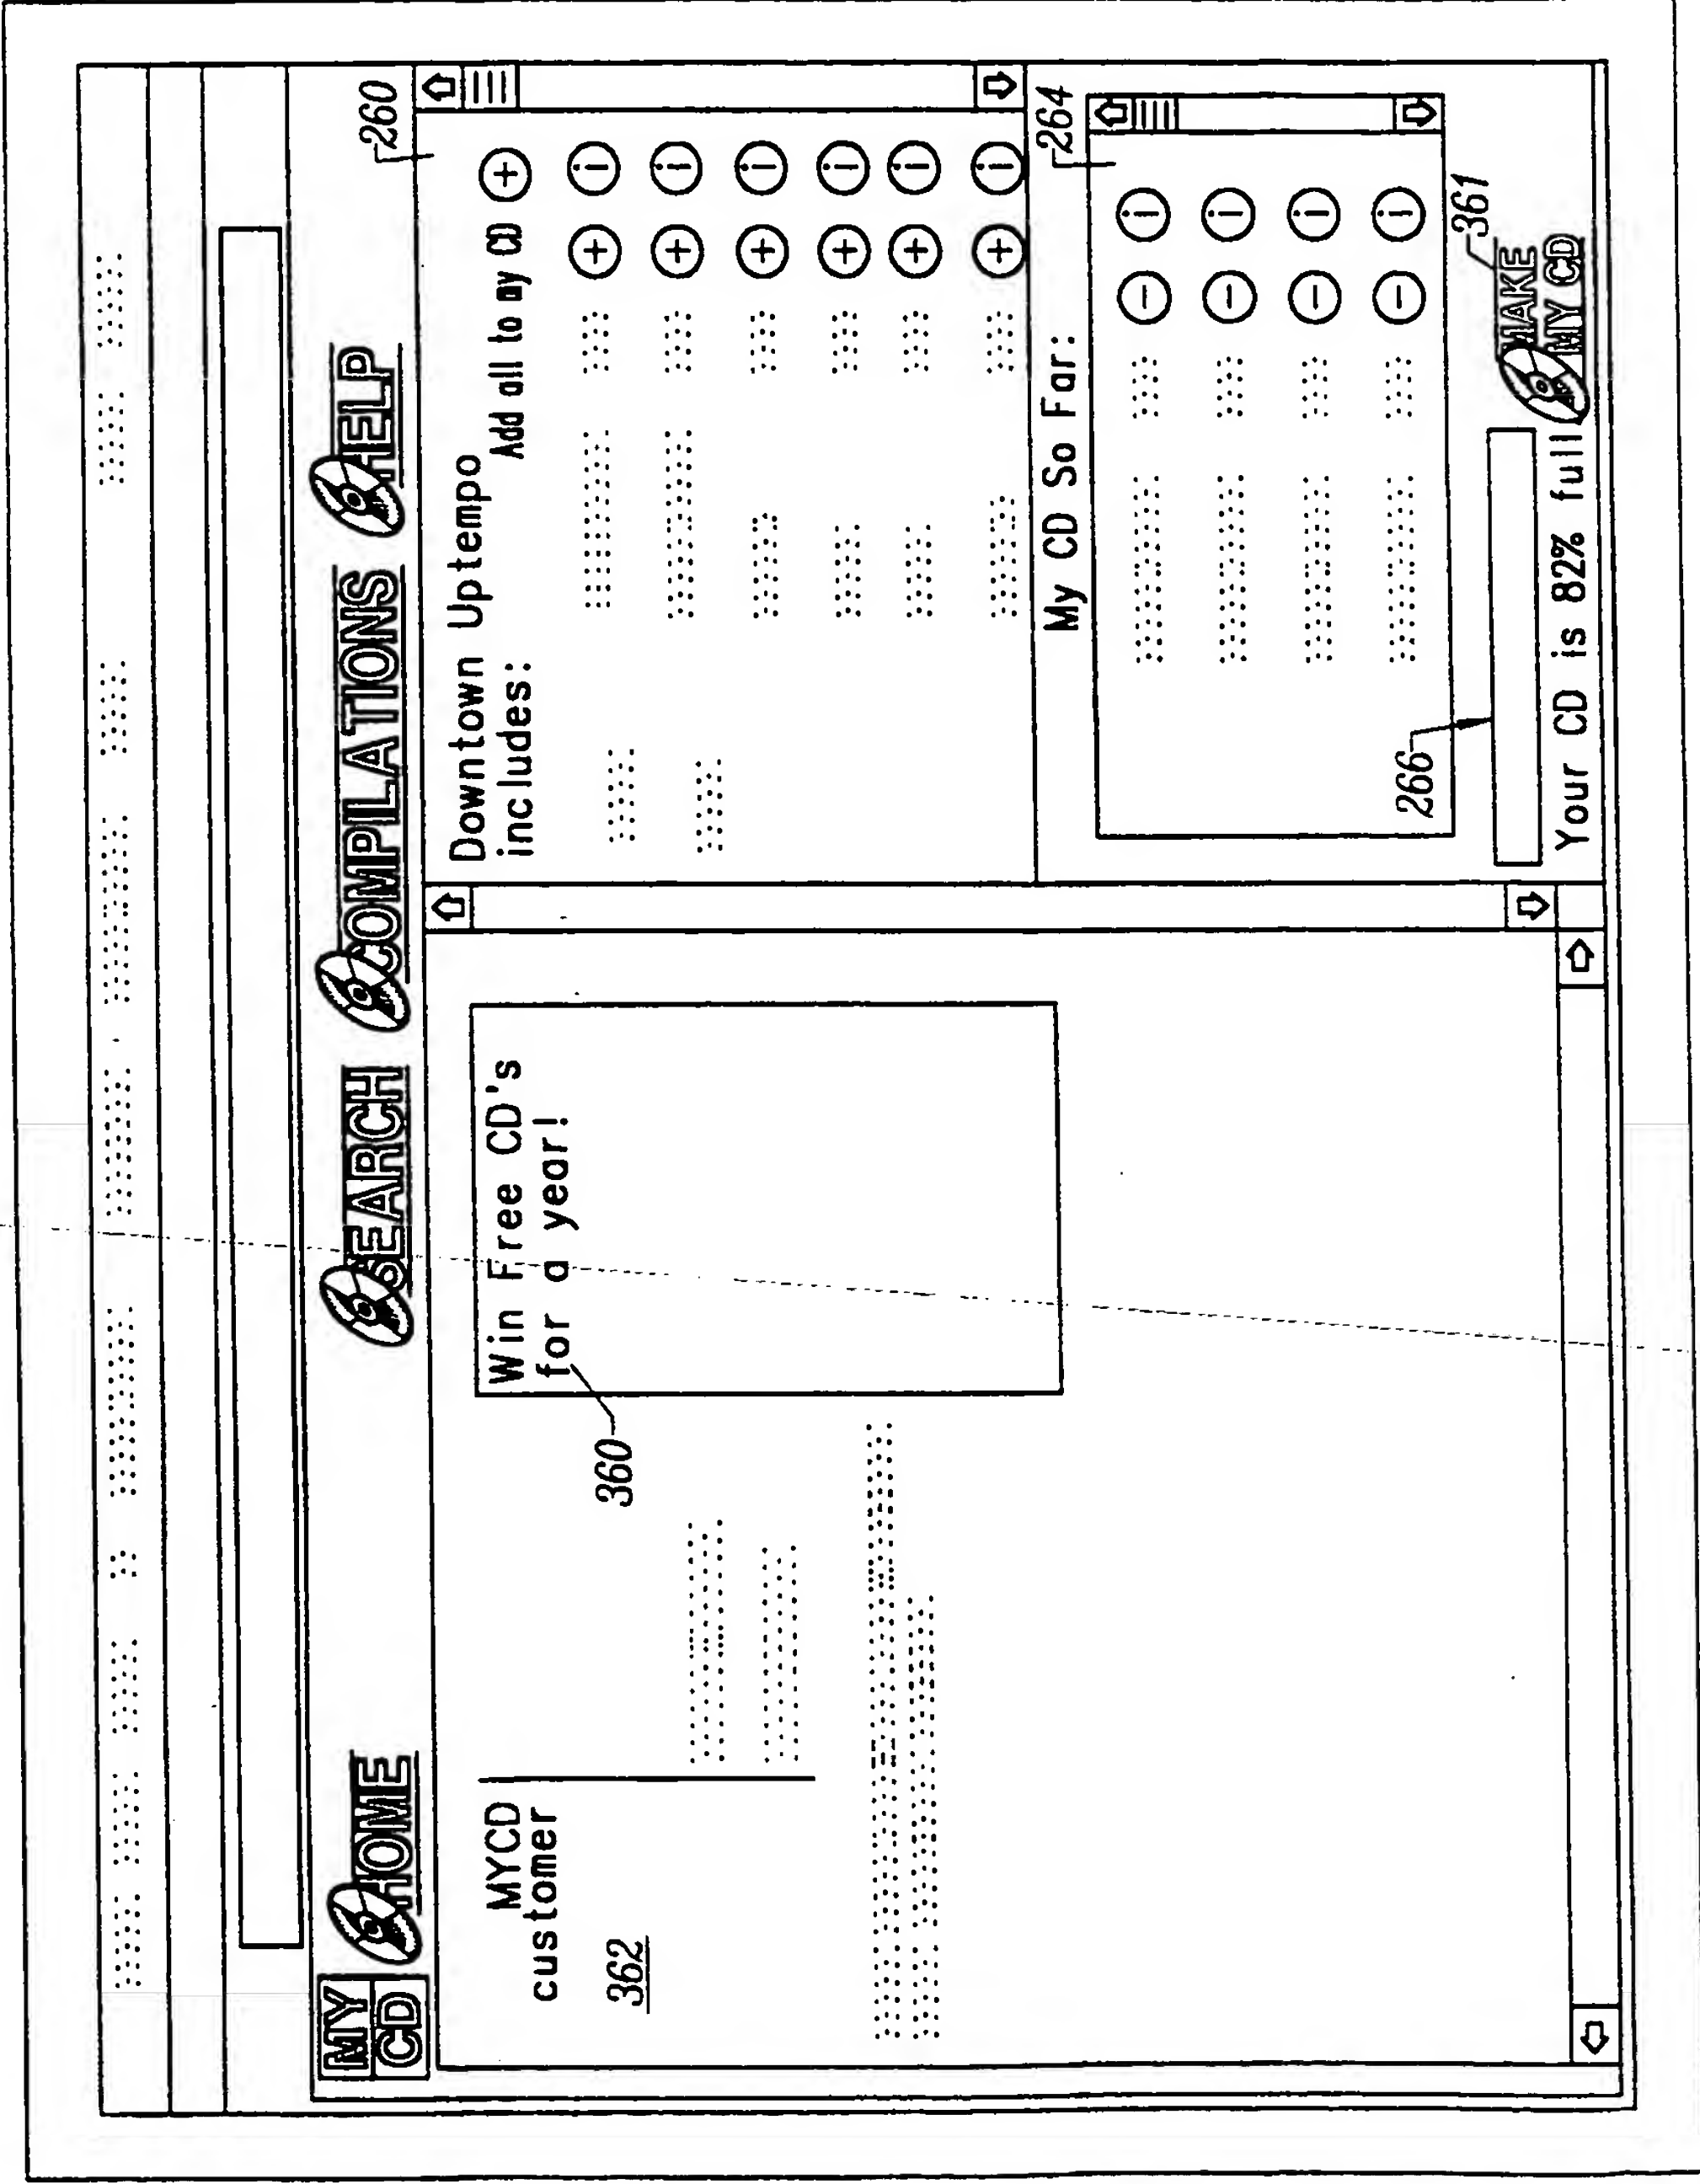 MY
CD
HOME
SEARCH
COMPILATIONS
HELP
MYCD
customer
362
Win Free CD's
for a year!
360
260
Downtown Uptempo
includes:
Add all to my CD +
+ i
+ i
+ i
+ i
+ i
+ i
264
My CD So Far:
- i
- i
- i
- i
266
361
MAKE
MY CD
Your CD is 82% full